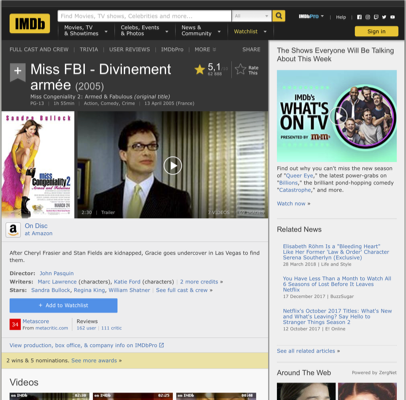 IMDb
Find Movies, TV shows, Celebrities and more...
All
Movies, TV & Showtimes
Celebs, Events & Photos
News & Community
Watchlist
IMDbPro
Help
Sign in
FULL CAST AND CREW | TRIVIA | USER REVIEWS | IMDbPro | MORE
SHARE
Miss FBI - Divinement armée (2005)
5,1
Rate This
Miss Congeniality 2: Armed & Fabulous (original title)
PG-13 | 1h 55min | Action, Comedy, Crime | 13 April 2005 (France)
Sandra Bullock
miss congeniality 2
Armed and Fabulous
2:30 | Trailer
On Disc
at Amazon
After Cheryl Frasier and Stan Fields are kidnapped, Gracie goes undercover in Las Vegas to find them.
Director: John Pasquin
Writers: Marc Lawrence (characters), Katie Ford (characters) | 2 more credits »
Stars: Sandra Bullock, Regina King, William Shatner | See full cast & crew »
+ Add to Watchlist
34
Metascore
From metacritic.com
Reviews
162 user | 111 critic
View production, box office, & company info on IMDbPro
2 wins & 5 nominations. See more awards »
Videos
The Shows Everyone Will Be Talking About This Week
IMDb's
WHAT'S
ON TV
PRESENTED BY
Find out why you can't miss the new season of "Queer Eye," the latest power-grabs on "Billions," the brilliant pond-hopping comedy "Catastrophe," and more.
Watch now »
Related News
Elisabeth Röhm Is a "Bleeding Heart" Like Her Former 'Law & Order' Character Serena Southerlyn (Exclusive)
28 March 2018 | Life and Style
You Have Less Than a Month to Watch All 6 Seasons of Lost Before It Leaves Netflix
17 December 2017 | BuzzSugar
Netflix's October 2017 Titles: What's New and What's Leaving? Say Hello to Stranger Things Season 2
12 October 2017 | E! Online
See all related articles »
Around The Web
Powered by ZergNet